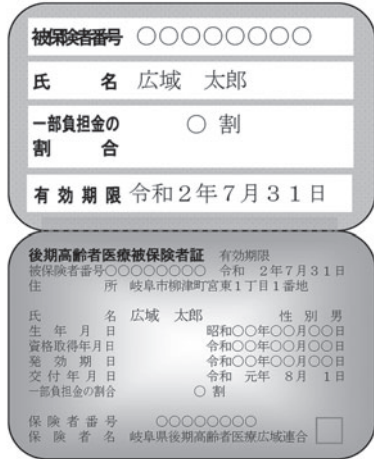 被保険者番号 ○○○○○○○○
氏 名 広域 太郎
一部負担金の割合 ○ 割
有効期限 令和2年7月31日
後期高齢者医療被保険者証 有効期限
被保険者番号○○○○○○○○ 令和 2年7月31日
住 所 岐阜市柳津町宮東1丁目1番地
氏 名 広域 太郎 性別 男
生年月日 昭和○○年○○月○○日
資格取得年月日 令和○○年○○月○○日
発効期日 令和○○年○○月○○日
交付年月日 令和 元年 8月 1日
一部負担金の割合 ○ 割
保険者番号 ○○○○○○○○
保険者名 岐阜県後期高齢者医療広域連合